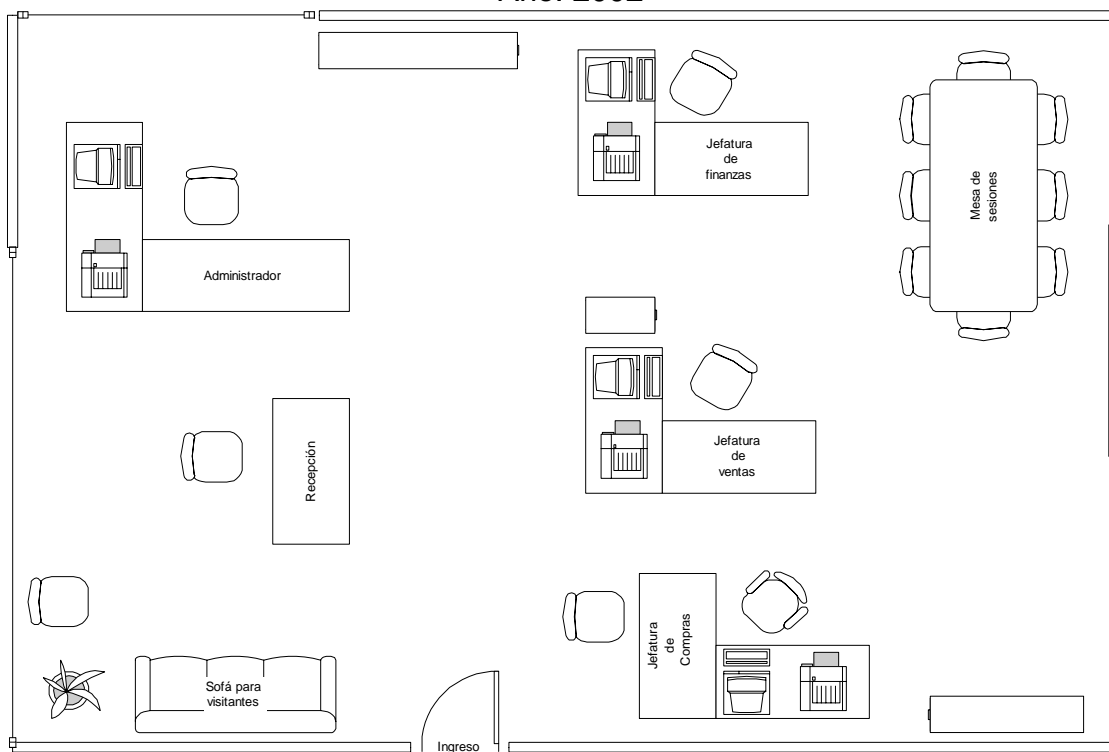 Jefatura
de
finanzas
Mesa de
sesiones
Administrador
Jefatura
de
ventas
Recepción
Jefatura
de
Compras
Sofá para
visitantes
Ingreso